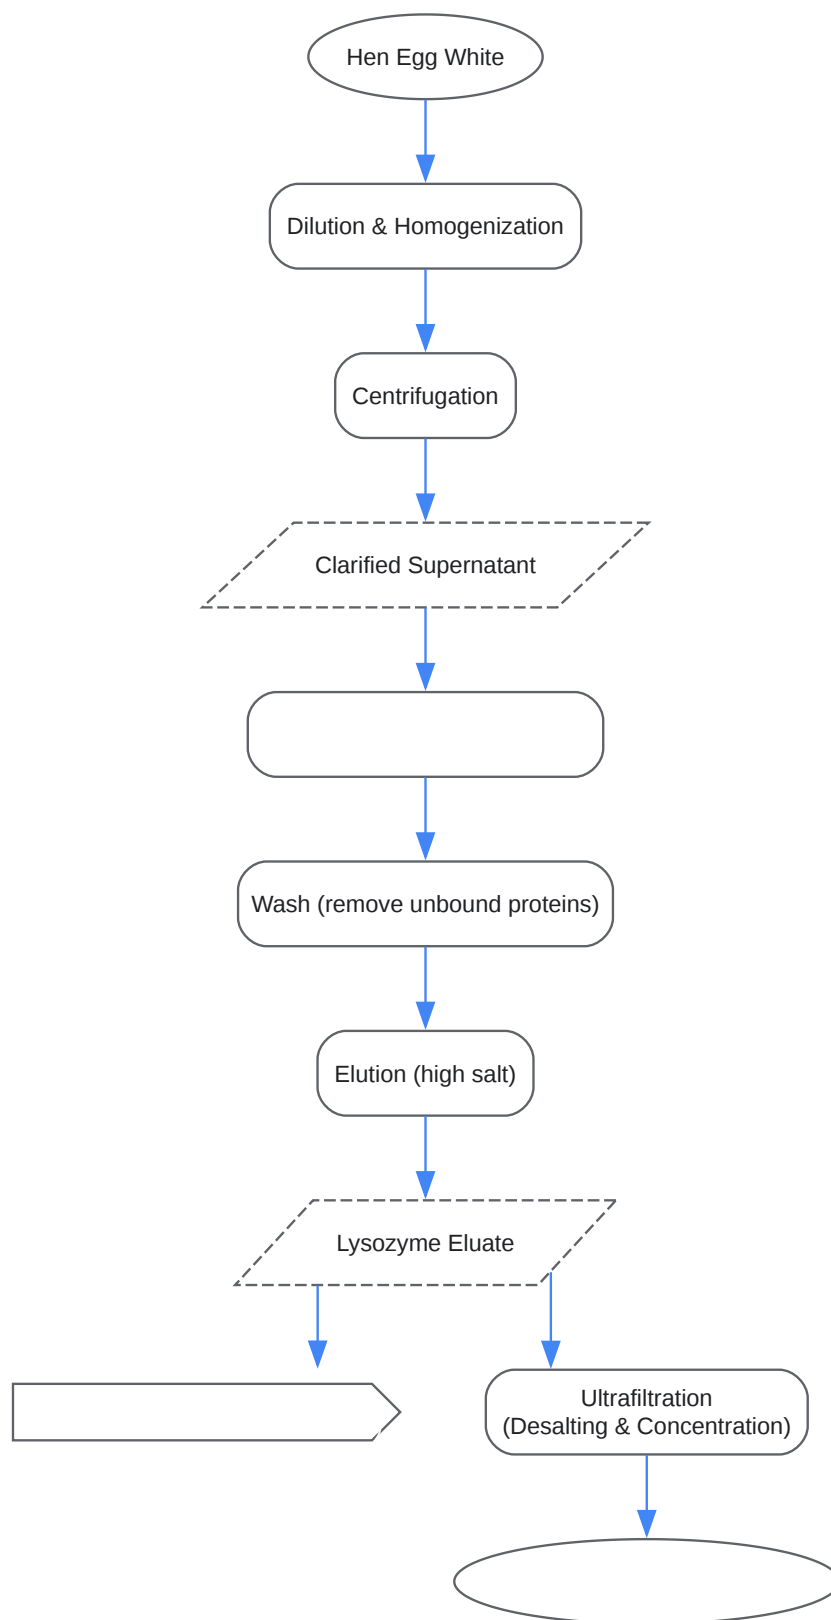 Hen Egg White
Dilution & Homogenization
Centrifugation
Clarified Supernatant
Wash (remove unbound proteins)
Elution (high salt)
Lysozyme Eluate
Ultrafiltration
(Desalting & Concentration)